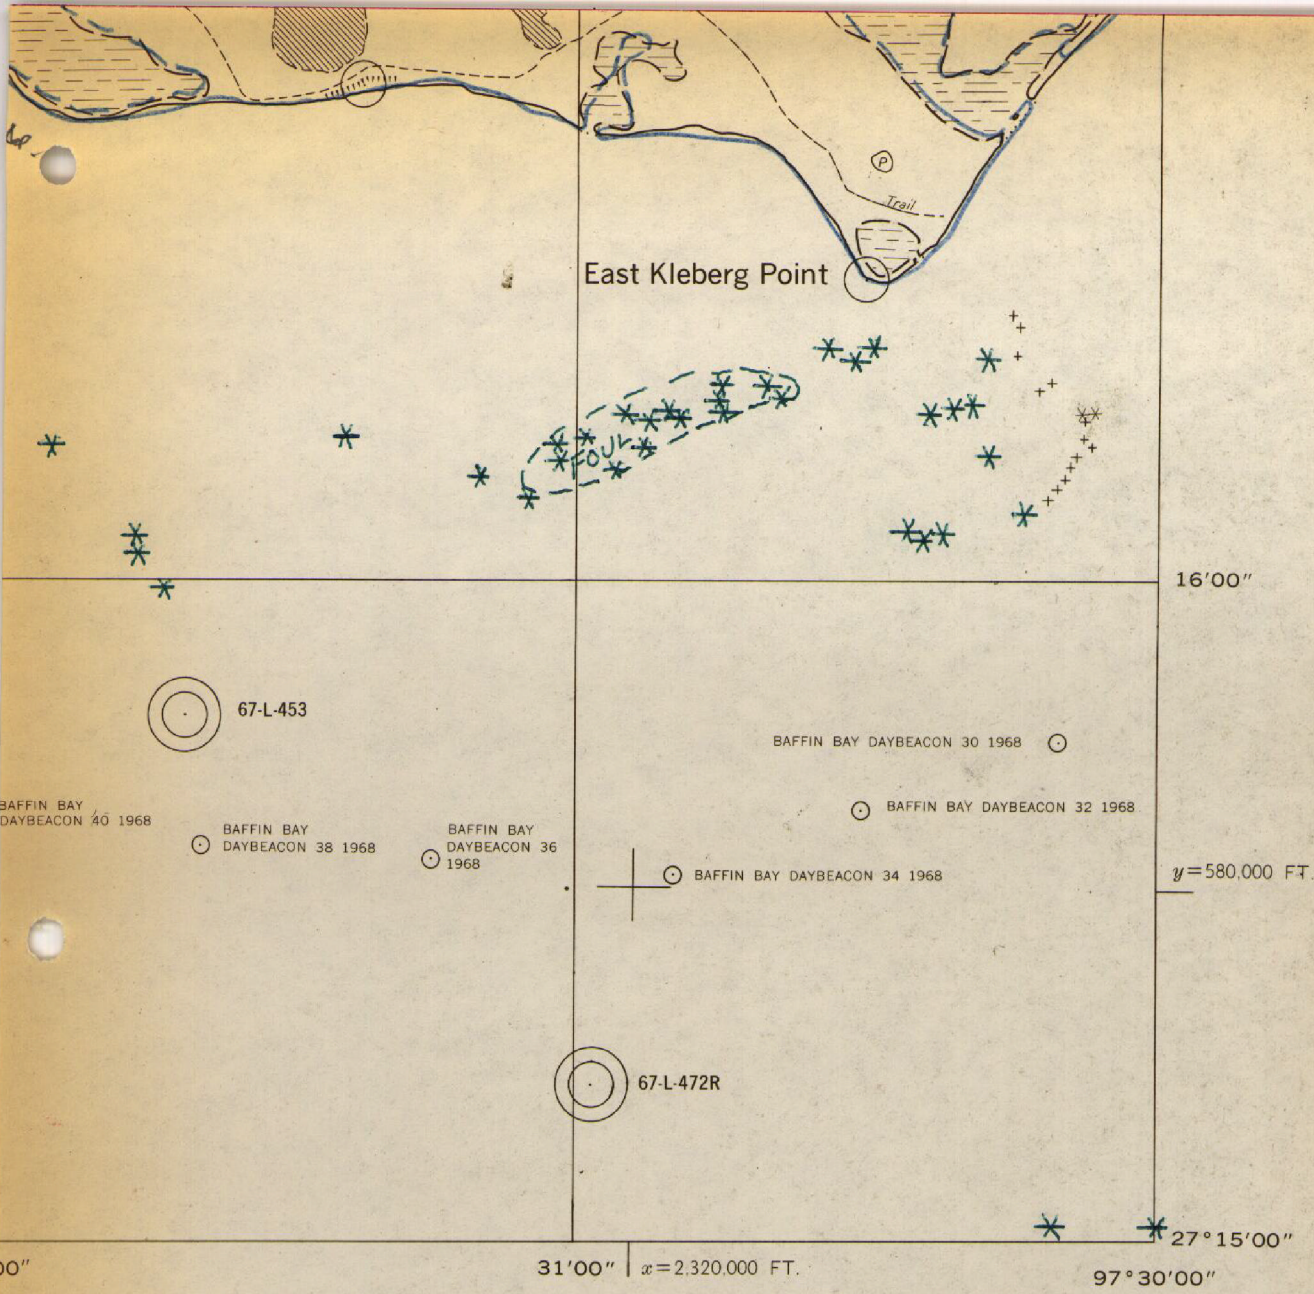 P
Trail
East Kleberg Point
Foul
16'00"
67-L-453
BAFFIN BAY DAYBEACON 30 1968
BAFFIN BAY
DAYBEACON 40 1968
BAFFIN BAY
DAYBEACON 38 1968
BAFFIN BAY
DAYBEACON 36
1968
BAFFIN BAY DAYBEACON 32 1968
BAFFIN BAY DAYBEACON 34 1968
y=580,000 FT.
67-L-472R
27°15'00"
00"
31'00"
x=2,320,000 FT.
97°30'00"